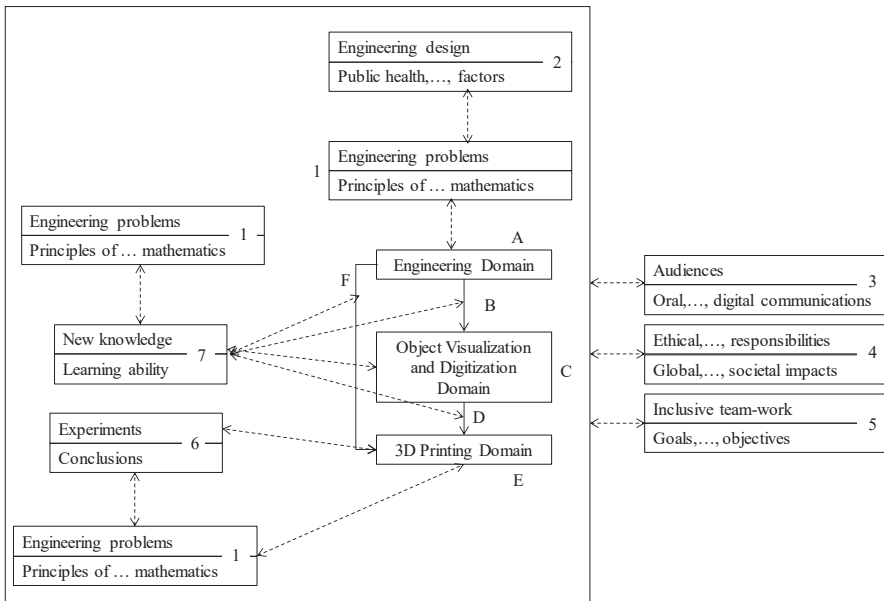 Engineering design
2
Public health,…, factors
Engineering problems
1
Principles of … mathematics
Engineering problems
1
Principles of … mathematics
A
Engineering Domain
F
B
Audiences
3
Oral,…, digital communications
New knowledge
7
Learning ability
Object Visualization
and Digitization
Domain
C
Ethical,…, responsibilities
4
Global,…, societal impacts
D
Inclusive team-work
5
Goals,…, objectives
Experiments
6
Conclusions
3D Printing Domain
E
Engineering problems
1
Principles of … mathematics